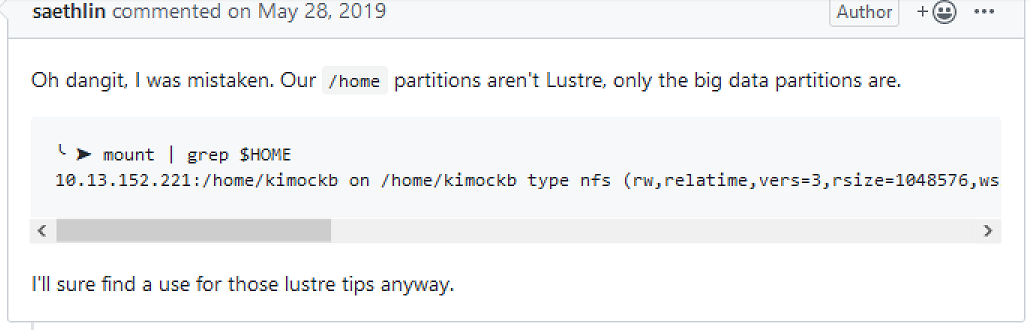 saethlin commented on May 28, 2019 Author
Oh dangit, I was mistaken. Our /home partitions aren't Lustre, only the big data partitions are.
╰ ➤ mount | grep $HOME
10.13.152.221:/home/kimockb on /home/kimockb type nfs (rw,relatime,vers=3,rsize=1048576,ws
I'll sure find a use for those lustre tips anyway.